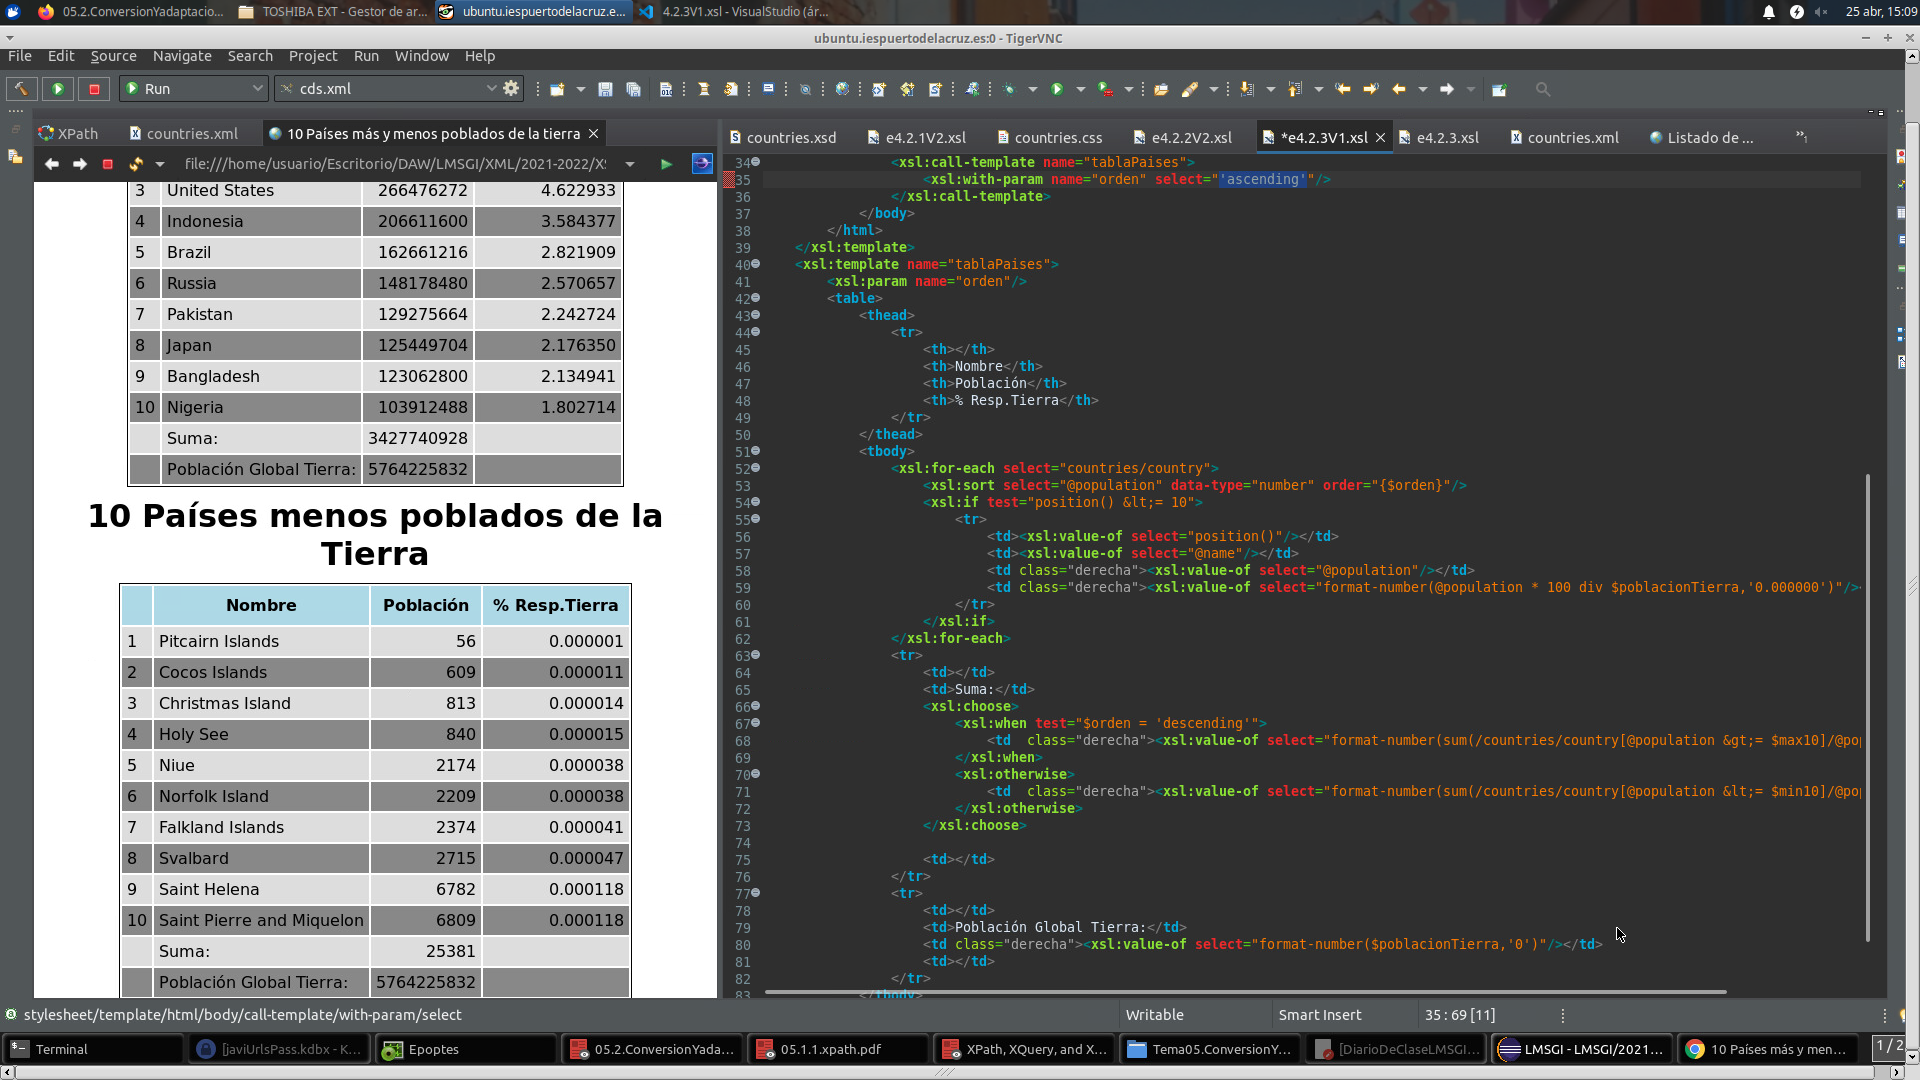 05.2.ConversionYadaptacio...
TOSHIBA EXT - Gestor de ar...
ubuntu.iespuertodelacruz.e...
4.2.3V1.xsl - VisualStudio (ár...
25 abr, 15:09
ubuntu.iespuertodelacruz.es:0 - TigerVNC
File Edit Source Navigate Search Project Run Window Help
Run
cds.xml
XPath
countries.xml
10 Países más y menos poblados de la tierra
file:///home/usuario/Escritorio/DAW/LMSGI/XML/2021-2022/X
3 United States 266476272 4.622933
4 Indonesia 206611600 3.584377
5 Brazil 162661216 2.821909
6 Russia 148178480 2.570657
7 Pakistan 129275664 2.242724
8 Japan 125449704 2.176350
9 Bangladesh 123062800 2.134941
10 Nigeria 103912488 1.802714
Suma: 3427740928
Población Global Tierra: 5764225832
10 Países menos poblados de la
Tierra
Nombre Población % Resp.Tierra
1 Pitcairn Islands 56 0.000001
2 Cocos Islands 609 0.000011
3 Christmas Island 813 0.000014
4 Holy See 840 0.000015
5 Niue 2174 0.000038
6 Norfolk Island 2209 0.000038
7 Falkland Islands 2374 0.000041
8 Svalbard 2715 0.000047
9 Saint Helena 6782 0.000118
10 Saint Pierre and Miquelon 6809 0.000118
Suma: 25381
Población Global Tierra: 5764225832
countries.xsd
e4.2.1V2.xsl
countries.css
e4.2.2V2.xsl
*e4.2.3V1.xsl
e4.2.3.xsl
countries.xml
Listado de ...
34 <xsl:call-template name="tablaPaises">
35 <xsl:with-param name="orden" select="'ascending'"/>
36 </xsl:call-template>
37 </body>
38 </html>
39 </xsl:template>
40 <xsl:template name="tablaPaises">
41 <xsl:param name="orden"/>
42 <table>
43 <thead>
44 <tr>
45 <th></th>
46 <th>Nombre</th>
47 <th>Población</th>
48 <th>% Resp.Tierra</th>
49 </tr>
50 </thead>
51 <tbody>
52 <xsl:for-each select="countries/country">
53 <xsl:sort select="@population" data-type="number" order="{$orden}"/>
54 <xsl:if test="position() &lt;= 10">
55 <tr>
56 <td><xsl:value-of select="position()"/></td>
57 <td><xsl:value-of select="@name"/></td>
58 <td class="derecha"><xsl:value-of select="@population"/></td>
59 <td class="derecha"><xsl:value-of select="format-number(@population * 100 div $poblacionTierra,'0.000000')"/>
60 </tr>
61 </xsl:if>
62 </xsl:for-each>
63 <tr>
64 <td></td>
65 <td>Suma:</td>
66 <xsl:choose>
67 <xsl:when test="$orden = 'descending'">
68 <td class="derecha"><xsl:value-of select="format-number(sum(/countries/country[@population &gt;= $max10]/@po
69 </xsl:when>
70 <xsl:otherwise>
71 <td class="derecha"><xsl:value-of select="format-number(sum(/countries/country[@population &lt;= $min10]/@po
72 </xsl:otherwise>
73 </xsl:choose>
74
75 <td></td>
76 </tr>
77 <tr>
78 <td></td>
79 <td>Población Global Tierra:</td>
80 <td class="derecha"><xsl:value-of select="format-number($poblacionTierra,'0')"/></td>
81 <td></td>
82 </tr>
83 </tbody>
stylesheet/template/html/body/call-template/with-param/select
Writable
Smart Insert
35 : 69 [11]
Terminal
[javiUrlsPass.kdbx - K...
Epoptes
05.2.ConversionYada...
05.1.1.xpath.pdf
XPath, XQuery, and X...
Tema05.ConversionY...
[DiarioDeClaseLMSGI...
LMSGI - LMSGI/2021...
10 Países más y men...
1 / 2